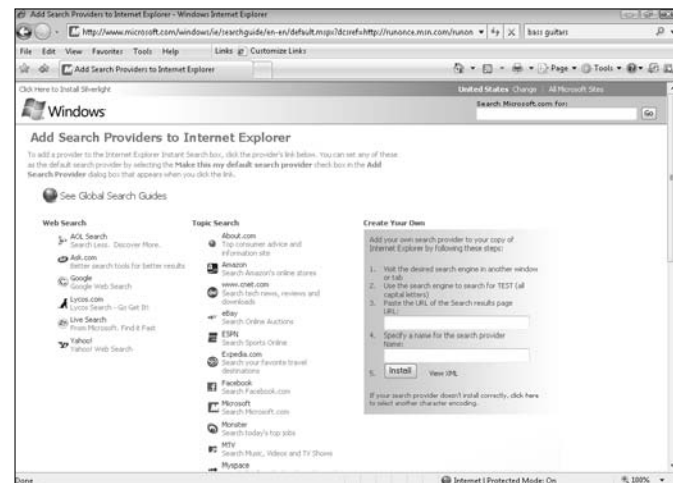 Add Search Providers to Internet Explorer - Windows Internet Explorer
http://www.microsoft.com/windows/ie/searchguide/en-en/default.mspx?dcsref=http://runonce.msn.com/runon
bass guitars
File Edit View Favorites Tools Help Links Customize Links
Add Search Providers to Internet Explorer
Page Tools
Click Here to Install Silverlight
United States Change | All Microsoft Sites
Windows
Search Microsoft.com for:
Go
Add Search Providers to Internet Explorer
To add a provider to the Internet Explorer Instant Search box, click the provider's link below. You can set any of these
as the default search provider by selecting the Make this my default search provider check box in the Add
Search Provider dialog box that appears when you click the link.
See Global Search Guides
Web Search
AOL Search
Search Less. Discover More.
Ask.com
Better search tools for better results
Google
Google Web Search
Lycos.com
Lycos Search - Go Get It!
Live Search
From Microsoft. Find it Fast
Yahoo!
Yahoo! Web Search
Topic Search
About.com
Top consumer advice and
information site
Amazon
Search Amazon's online stores
www.cnet.com
Search tech news, reviews and
downloads
eBay
Search Online Auctions
ESPN
Search Sports Online
Expedia.com
Search your favorite travel
destinations
Facebook
Search Facebook.com
Microsoft
Search Microsoft.com
Monster
Search today's top jobs
MTV
Search Music, Videos and TV Shows
Myspace
Create Your Own
Add your own search provider to your copy of
Internet Explorer by following these steps:
1. Visit the desired search engine in another window
or tab
2. Use the search engine to search for TEST (all
capital letters)
3. Paste the URL of the Search results page
URL:
4. Specify a name for the search provider
Name:
5. Install View XML
If your search provider doesn't install correctly, click here
to select another character encoding.
Done
Internet | Protected Mode: On
100%